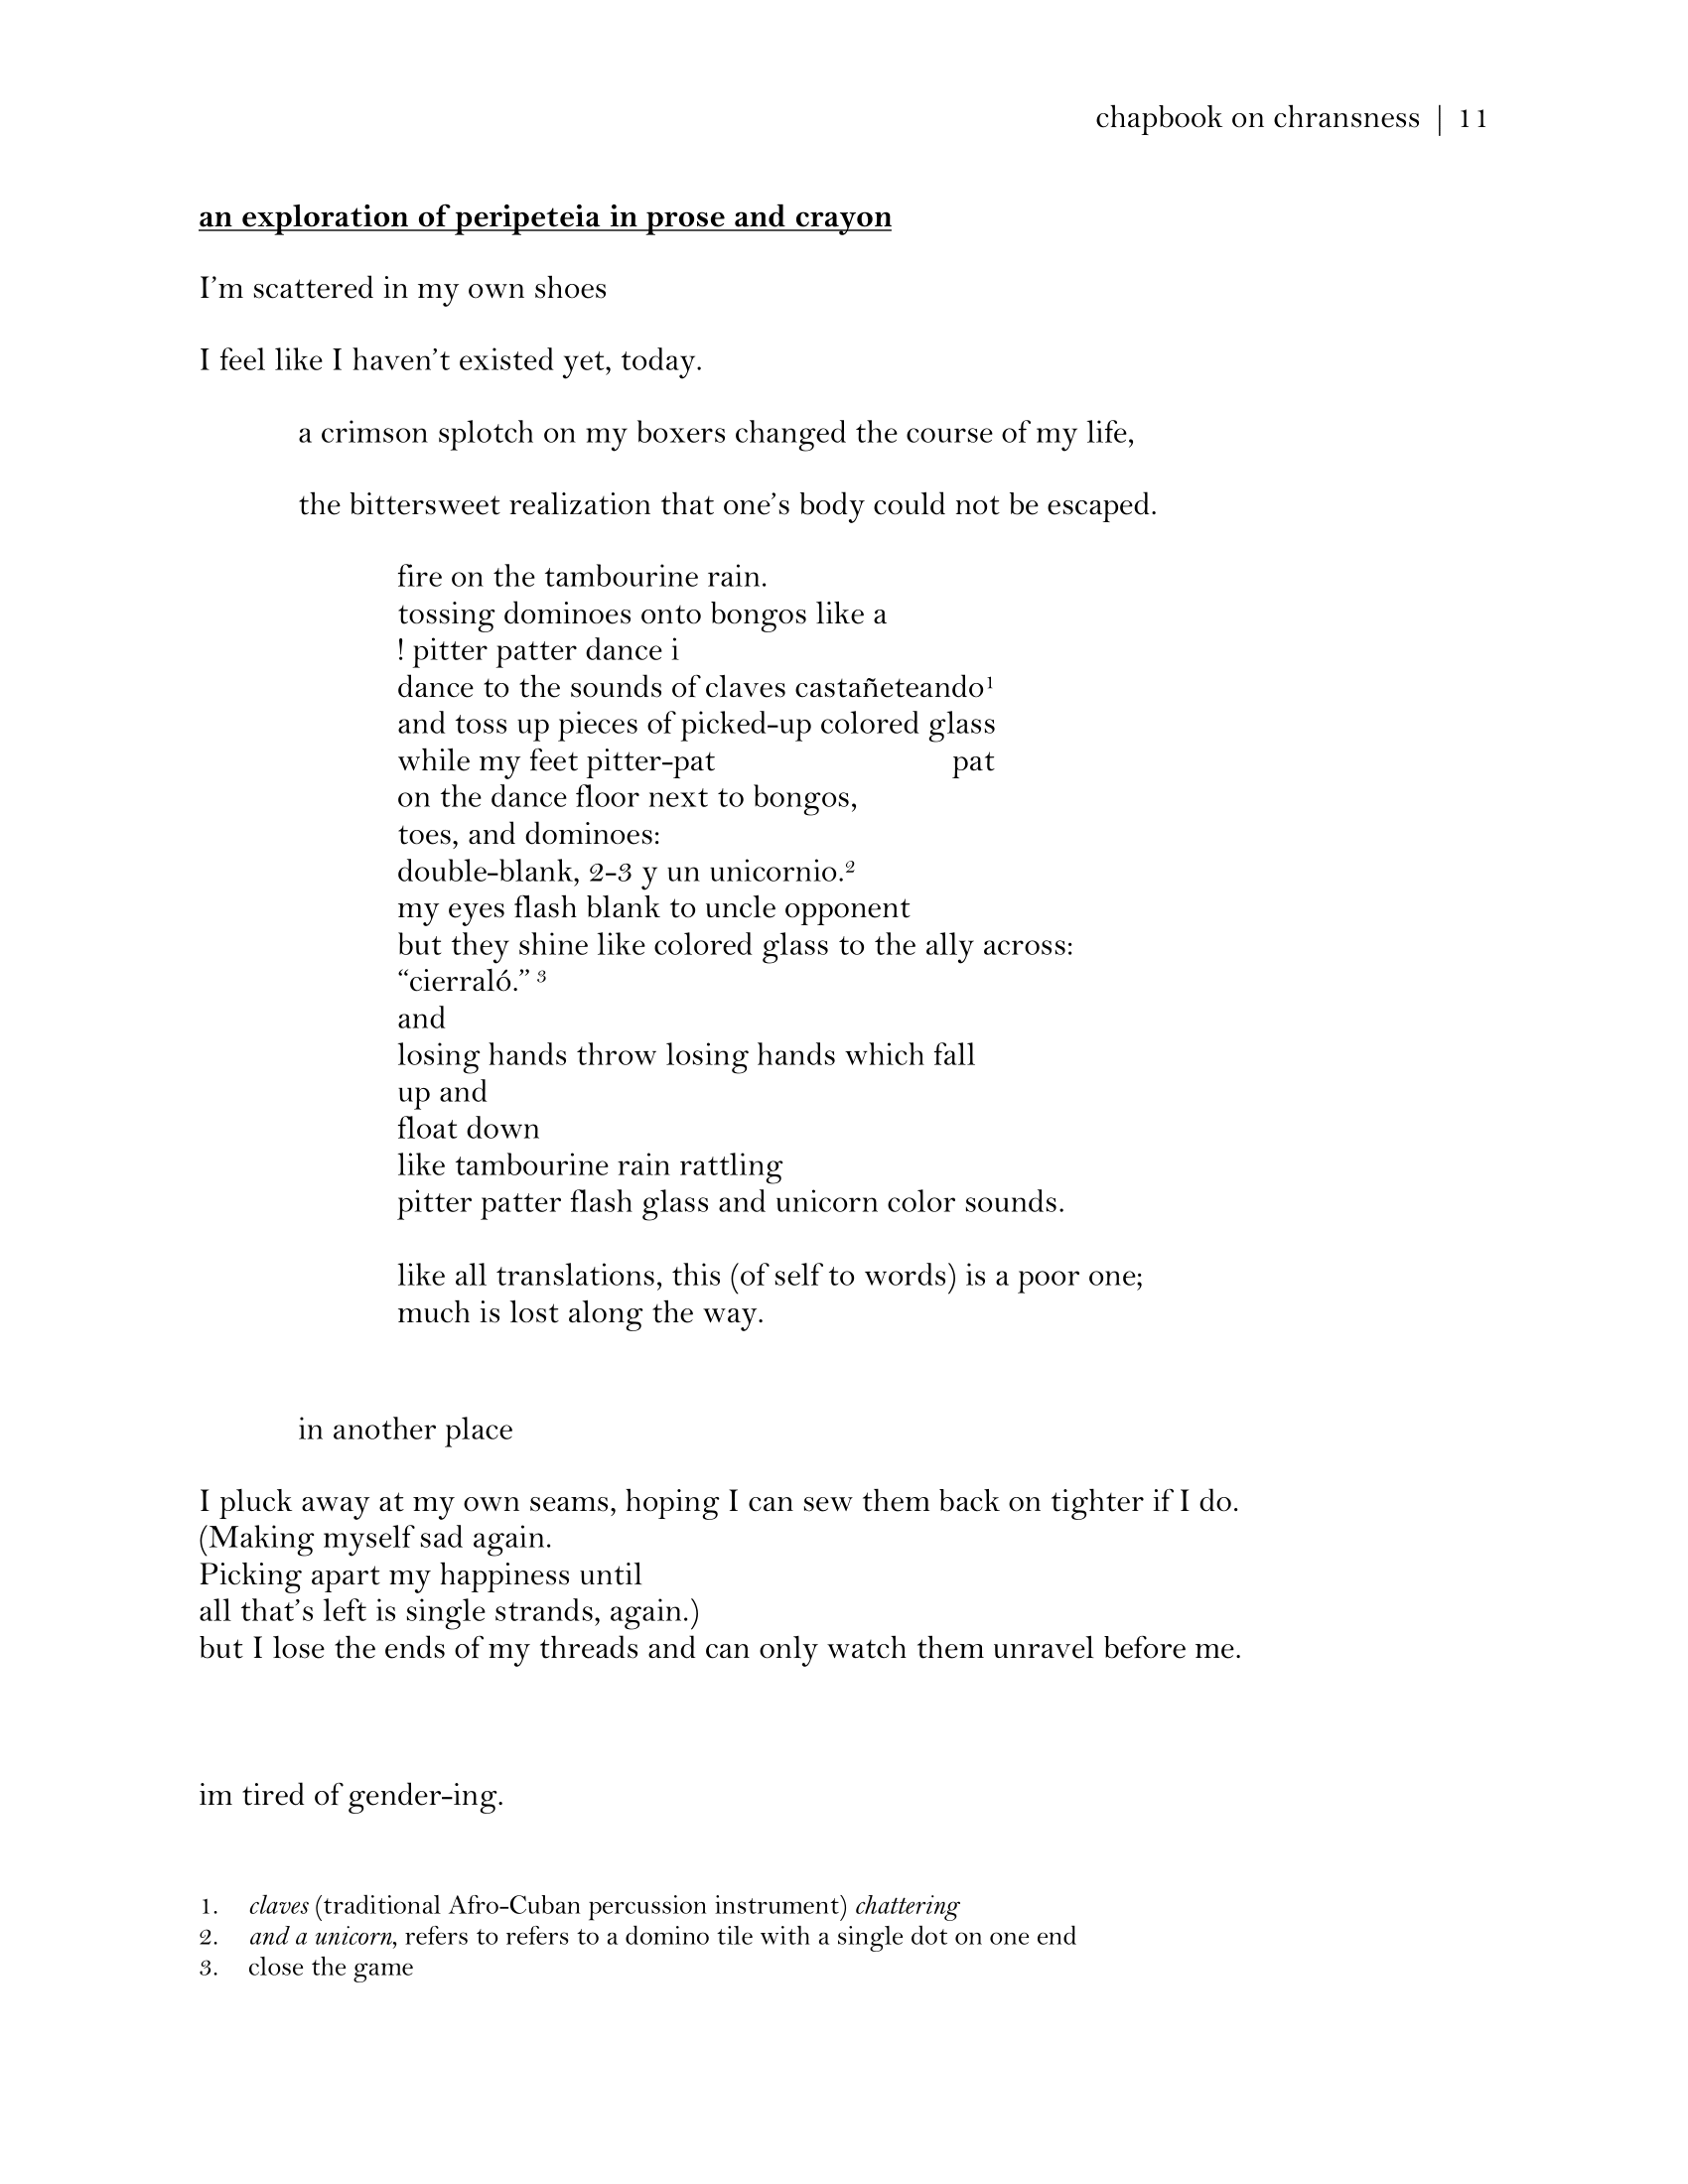 chapbook on chransness | 11
an exploration of peripeteia in prose and crayon
I’m scattered in my own shoes
I feel like I haven’t existed yet, today.
a crimson splotch on my boxers changed the course of my life,
the bittersweet realization that one’s body could not be escaped.
fire on the tambourine rain.
tossing dominoes onto bongos like a
! pitter patter dance i
dance to the sounds of claves castañeteando¹
and toss up pieces of picked-up colored glass
while my feet pitter-pat pat
on the dance floor next to bongos,
toes, and dominoes:
double-blank, 2-3 y un unicornio.²
my eyes flash blank to uncle opponent
but they shine like colored glass to the ally across:
“cierraló.” ³
and
losing hands throw losing hands which fall
up and
float down
like tambourine rain rattling
pitter patter flash glass and unicorn color sounds.
like all translations, this (of self to words) is a poor one;
much is lost along the way.
in another place
I pluck away at my own seams, hoping I can sew them back on tighter if I do.
(Making myself sad again.
Picking apart my happiness until
all that’s left is single strands, again.)
but I lose the ends of my threads and can only watch them unravel before me.
im tired of gender-ing.
1. claves (traditional Afro-Cuban percussion instrument) chattering
2. and a unicorn, refers to refers to a domino tile with a single dot on one end
3. close the game